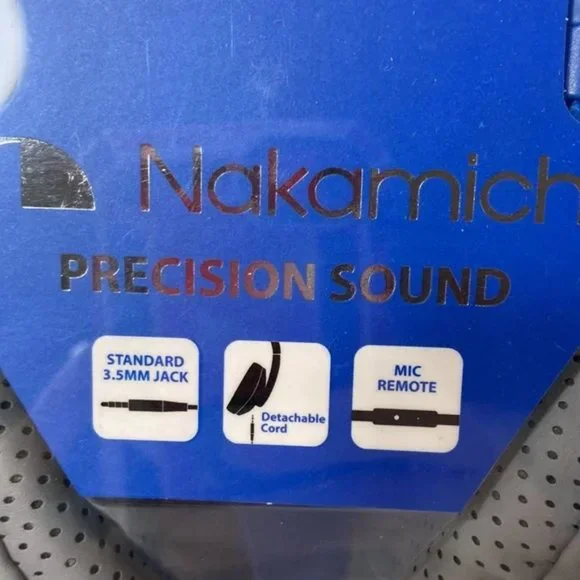 Nakamich
PRECISION SOUND
STANDARD
3.5MM JACK
Detachable
Cord
MIC
REMOTE